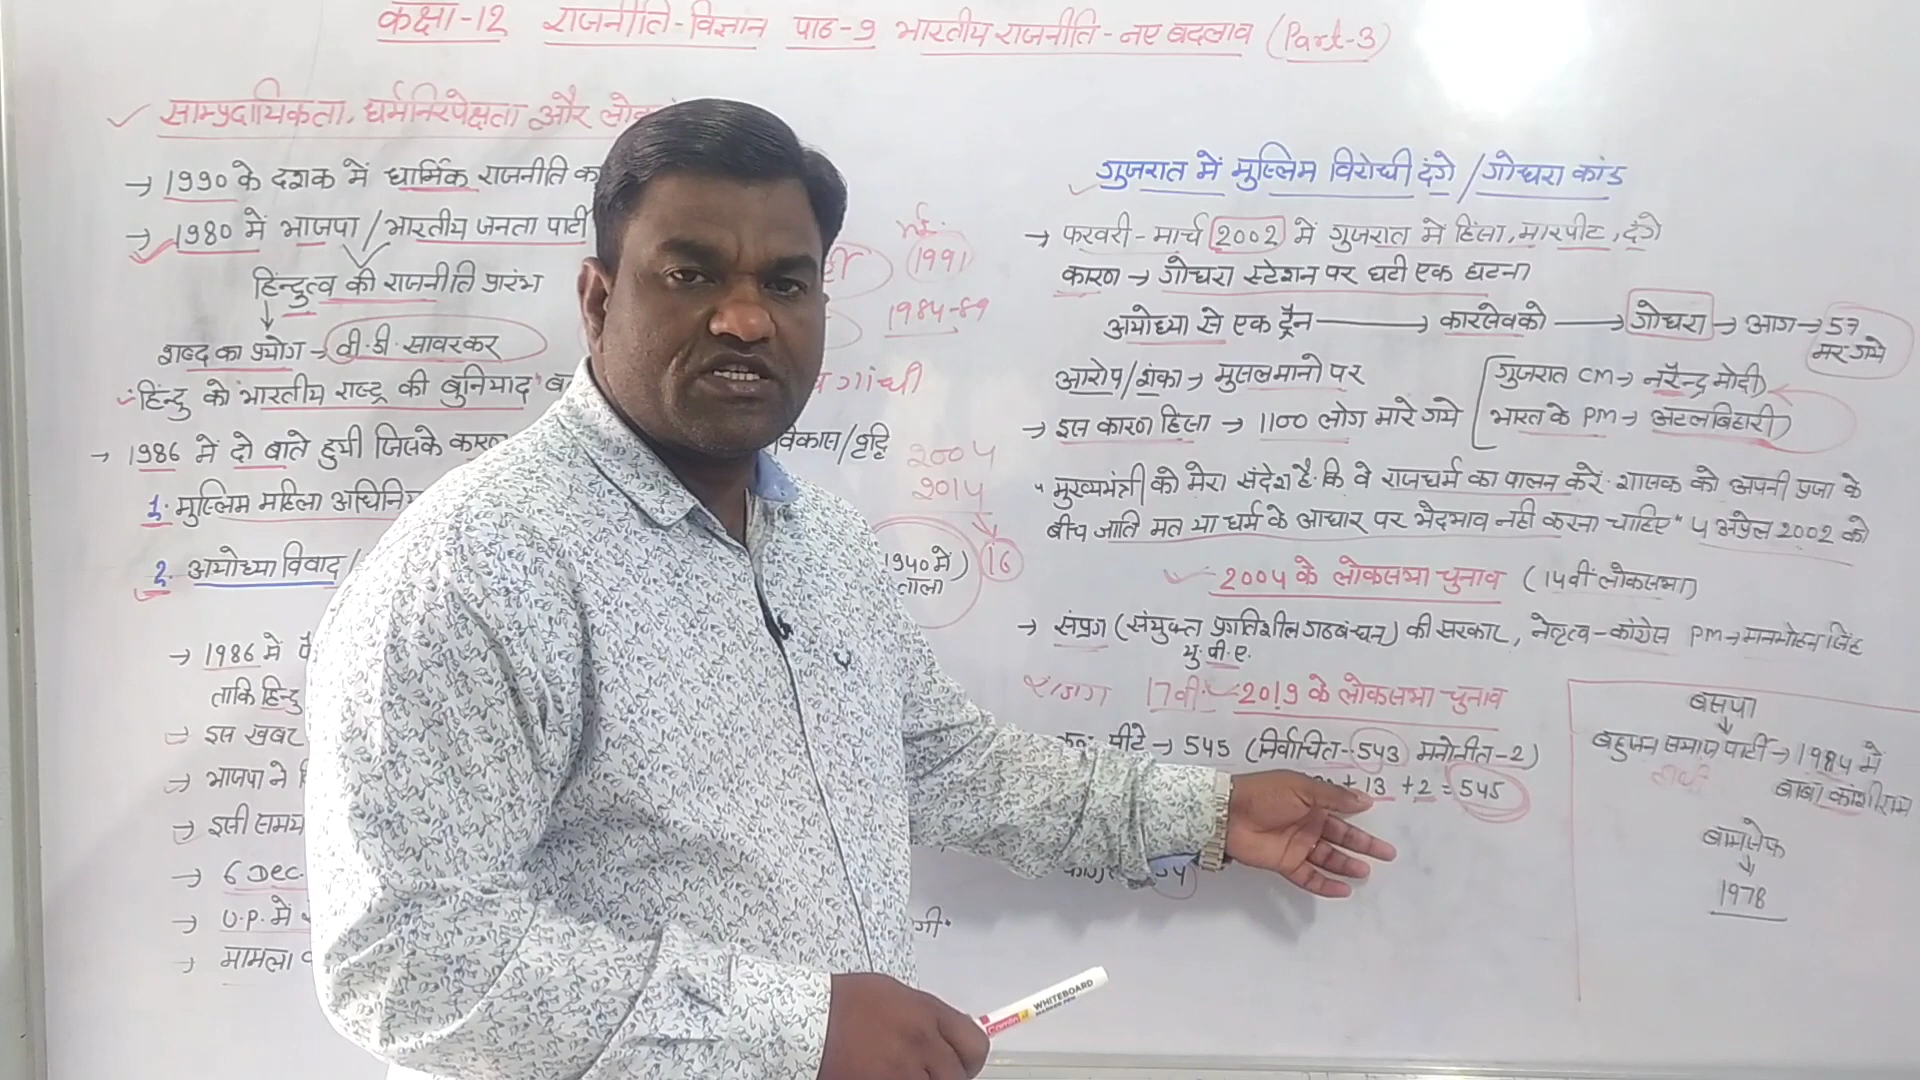 कक्षा-12 राजनीति-विज्ञान पाठ-9 भारतीय राजनीति - नए बदलाव (Part-3)
साम्प्रदायिकता, धर्मनिरपेक्षता और
→ 1990 के दशक में धार्मिक राजनीति
→ 1980 में भाजपा / भारतीय जनता पार्टी
हिन्दुत्व की राजनीति प्रारंभ
शब्द का प्रयोग → वी.डी. सावरकर
हिन्दु को भारतीय राष्ट्र की बुनियाद"
→ 1986 में दो बाते हुयी जिसके कारण
विकास/वृद्दि
1. मुस्लिम महिला
2. अयोध्या विवाद /
1940 में)
ताला
→ 1986 में
ताकि हिन्दु
→ इस खबर
→ भाजपा ने
→ इसी समय
→ 6 Dec.
→ U.P. में
→ मामला
1991
1984-89
गांधी
2004
2014
16
गुजरात में मुस्लिम विरोधी दंगे / गोधरा कांड
→ फरवरी - मार्च 2002 में गुजरात में हिंसा, मारपीट, दंगे
कारण → गोधरा स्टेशन पर घटी एक घटना
अयोध्या से एक ट्रैन → कारसेवको → गोधरा → आग → 57
मर गये
आरोप/शंका → मुसलमानो पर
गुजरात CM → नरेन्द्र मोदी
→ इस कारण हिंसा → 1100 लोग मारे गये
भारत के PM → अटलबिहारी
"मुख्यमंत्री को मेरा संदेश है कि वे राजधर्म का पालन करें. शासक को अपनी प्रजा के
बीच जाति मत या धर्म के आधार पर भेदभाव नही करना चाहिए" 4 अप्रेल 2002 को
2004 के लोकसभा चुनाव (14वीं लोकसभा)
→ संप्रग (संयुक्त प्रगतिशील गठबन्धन) की सरकार, नेतृत्व - कांग्रेस PM → मनमोहन सिंह
यु.पी.ए.
17वी. 2019 के लोकसभा चुनाव
सीटे → 545 (निर्वाचित - 543 मनोनीत - 2)
+ 13 + 2 = 545
बसपा
बहुजन समाज पार्टी → 1984 में
बाबा कांशीराम
बामसेफ
1978